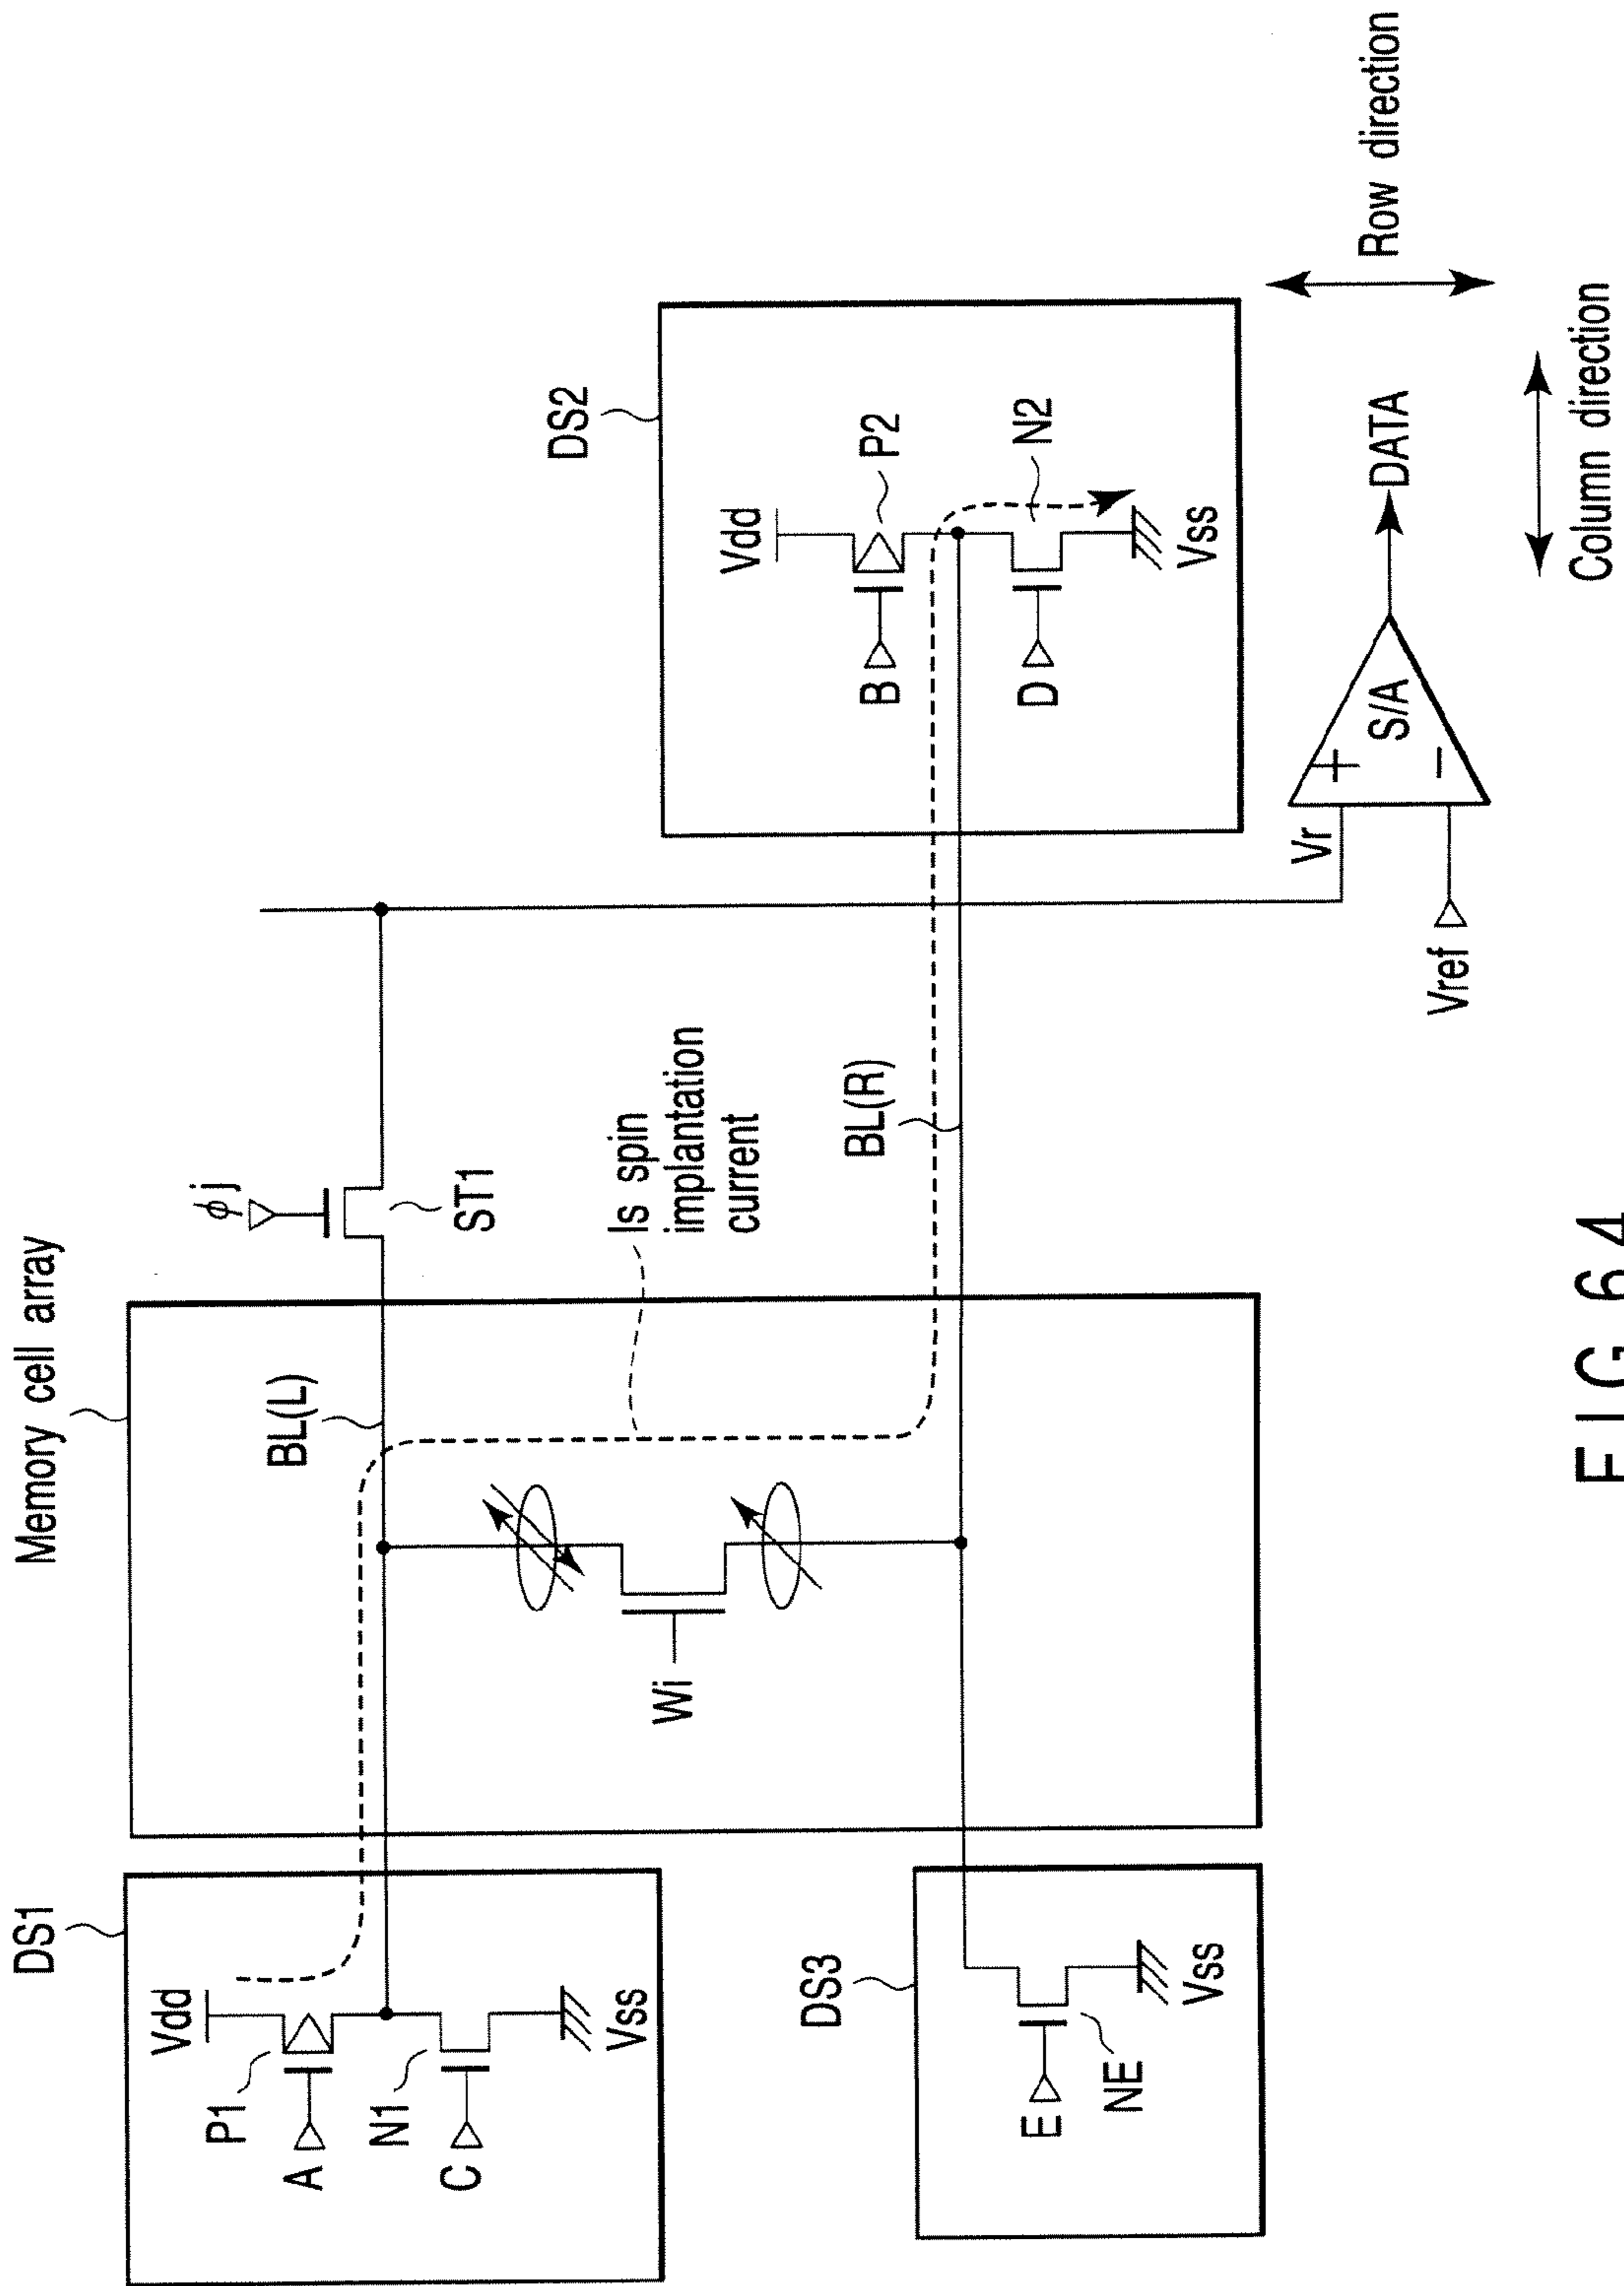 Memory cell array
DS1
Vdd
P1
A
N1
C
Vss
BL(L)
Wi
ϕj
ST1
Is spin
implantation
current
BL(R)
DS2
Vdd
P2
B
N2
D
Vss
DS3
E
NE
Vss
Vr
Vref
+
−
S/A
DATA
Row direction
Column direction
FIG. 64